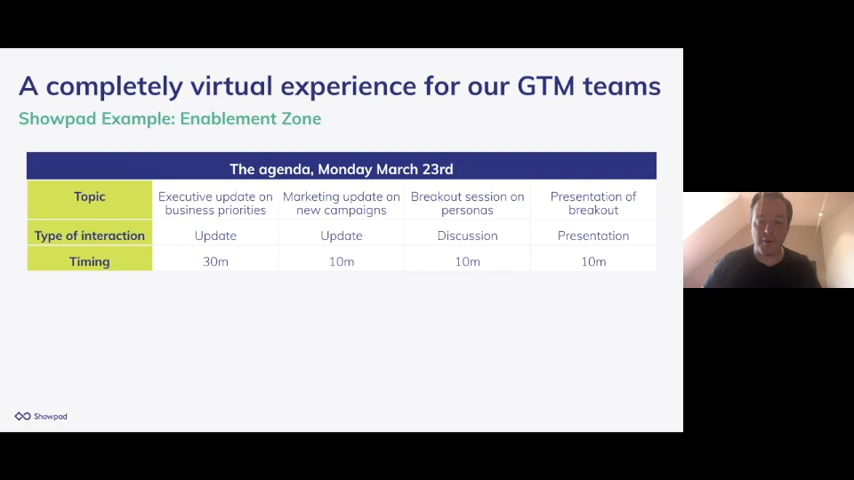 A completely virtual experience for our GTM teams
Showpad Example: Enablement Zone
The agenda, Monday March 23rd
Topic
Executive update on
business priorities
Marketing update on
new campaigns
Breakout session on
personas
Presentation of
breakout
Type of interaction
Update
Update
Discussion
Presentation
Timing
30m
10m
10m
10m
Showpad